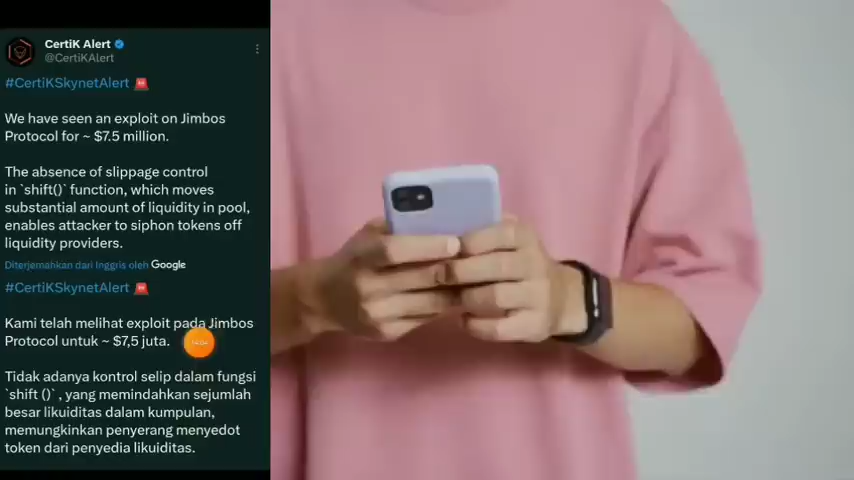 CertiK Alert
@CertiKAlert
#CertiKSkynetAlert 🚨
We have seen an exploit on Jimbos
Protocol for ~ $7.5 million.
The absence of slippage control
in `shift()` function, which moves
substantial amount of liquidity in pool,
enables attacker to siphon tokens off
liquidity providers.
Diterjemahkan dari Inggris oleh Google
#CertiKSkynetAlert 🚨
Kami telah melihat exploit pada Jimbos
Protocol untuk ~ $7,5 juta.
Tidak adanya kontrol selip dalam fungsi
`shift ()` , yang memindahkan sejumlah
besar likuiditas dalam kumpulan,
memungkinkan penyerang menyedot
token dari penyedia likuiditas.